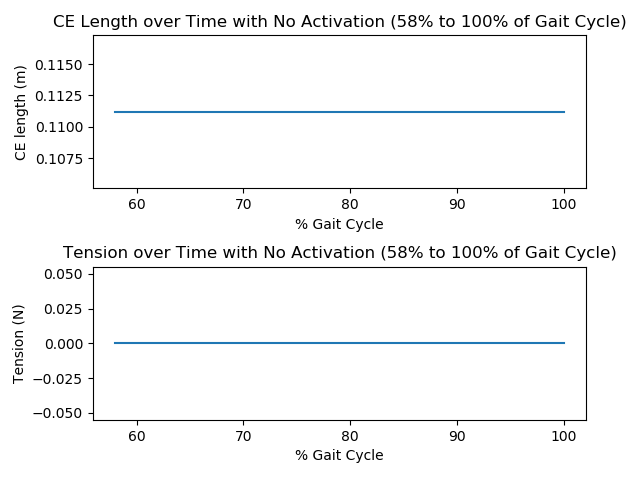 CE Length over Time with No Activation (58% to 100% of Gait Cycle)
0.1150
0.1125
0.1100
0.1075
CE length (m)
60 70 80 90 100
% Gait Cycle
Tension over Time with No Activation (58% to 100% of Gait Cycle)
0.050
0.025
0.000
−0.025
−0.050
Tension (N)
60 70 80 90 100
% Gait Cycle